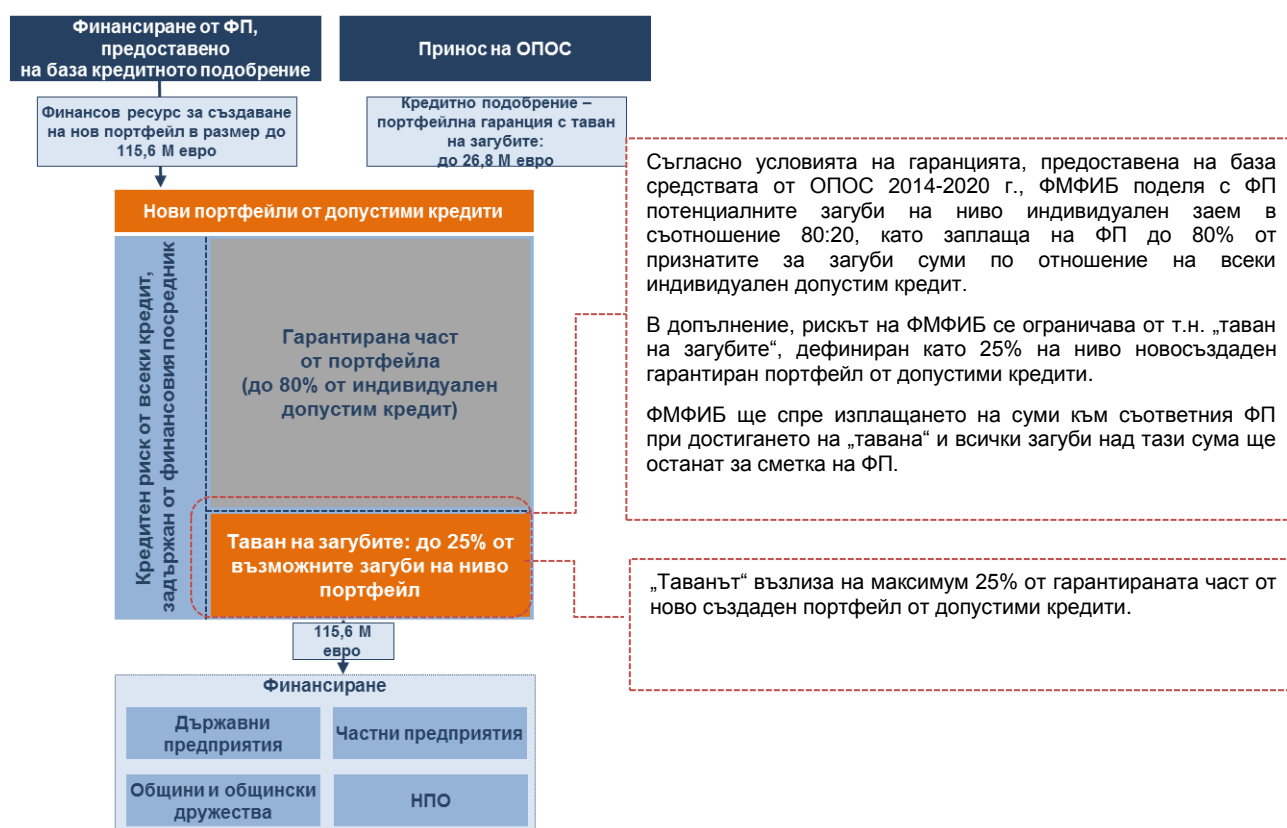 Финансиране от ФП,
предоставено
на база кредитното подобрение
Принос на ОПОС
Финансов ресурс за създаване
на нов портфейл в размер до
115,6 М евро
Кредитно подобрение –
портфейлна гаранция с таван
на загубите:
до 26,8 М евро
Нови портфейли от допустими кредити
Кредитен риск от всеки кредит,
задържан от финансовия посредник
Гарантирана част
от портфейла
(до 80% от индивидуален
допустим кредит)
Таван на загубите: до 25% от
възможните загуби на ниво
портфейл
115,6 М
евро
Финансиране
Държавни
предприятия
Частни предприятия
Общини и общински
дружества
НПО
Съгласно условията на гаранцията, предоставена на база
средствата от ОПОС 2014-2020 г., ФМФИБ поделя с ФП
потенциалните загуби на ниво индивидуален заем в
съотношение 80:20, като заплаща на ФП до 80% от
признатите за загуби суми по отношение на всеки
индивидуален допустим кредит.
В допълнение, рискът на ФМФИБ се ограничава от т.н. „таван
на загубите“, дефиниран като 25% на ниво новосъздаден
гарантиран портфейл от допустими кредити.
ФМФИБ ще спре изплащането на суми към съответния ФП
при достигането на „тавана“ и всички загуби над тази сума ще
останат за сметка на ФП.
„Таванът“ възлиза на максимум 25% от гарантираната част от
ново създаден портфейл от допустими кредити.